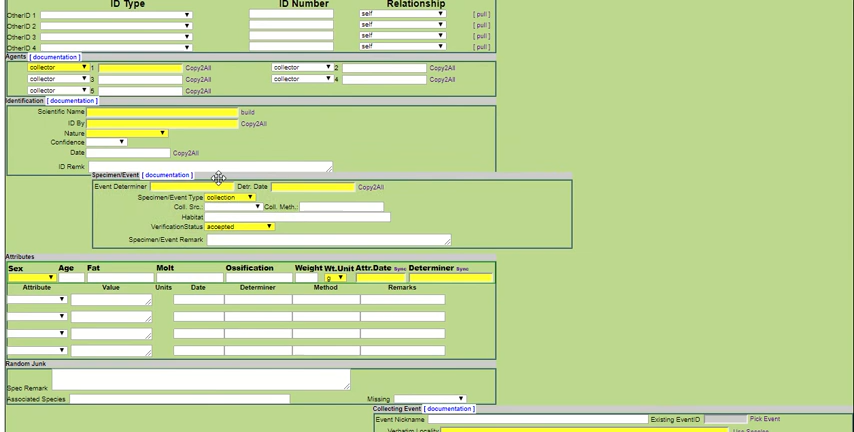 ID Type ID Number Relationship
OtherID 1 self [ pull ]
OtherID 2 self [ pull ]
OtherID 3 self [ pull ]
OtherID 4 self [ pull ]
Agents [ documentation ]
collector 1 Copy2All collector 2 Copy2All
collector 3 Copy2All collector 4 Copy2All
collector 5 Copy2All
Identification [ documentation ]
Scientific Name build
ID By Copy2All
Nature
Confidence
Date Copy2All
ID Remk
Specimen/Event [ documentation ]
Event Determiner Detr. Date Copy2All
Specimen/Event Type collection
Coll. Src.: Coll. Meth.:
Habitat
VerificationStatus accepted
Specimen/Event Remark
Attributes
Sex Age Fat Molt Ossification Weight Wt.Unit Attr.Date Sync Determiner Sync
g
Attribute Value Units Date Determiner Method Remarks
Random Junk
Spec Remark
Associated Species Missing
Collecting Event [ documentation ]
Event Nickname Existing EventID Pick Event
Verbatim Locality